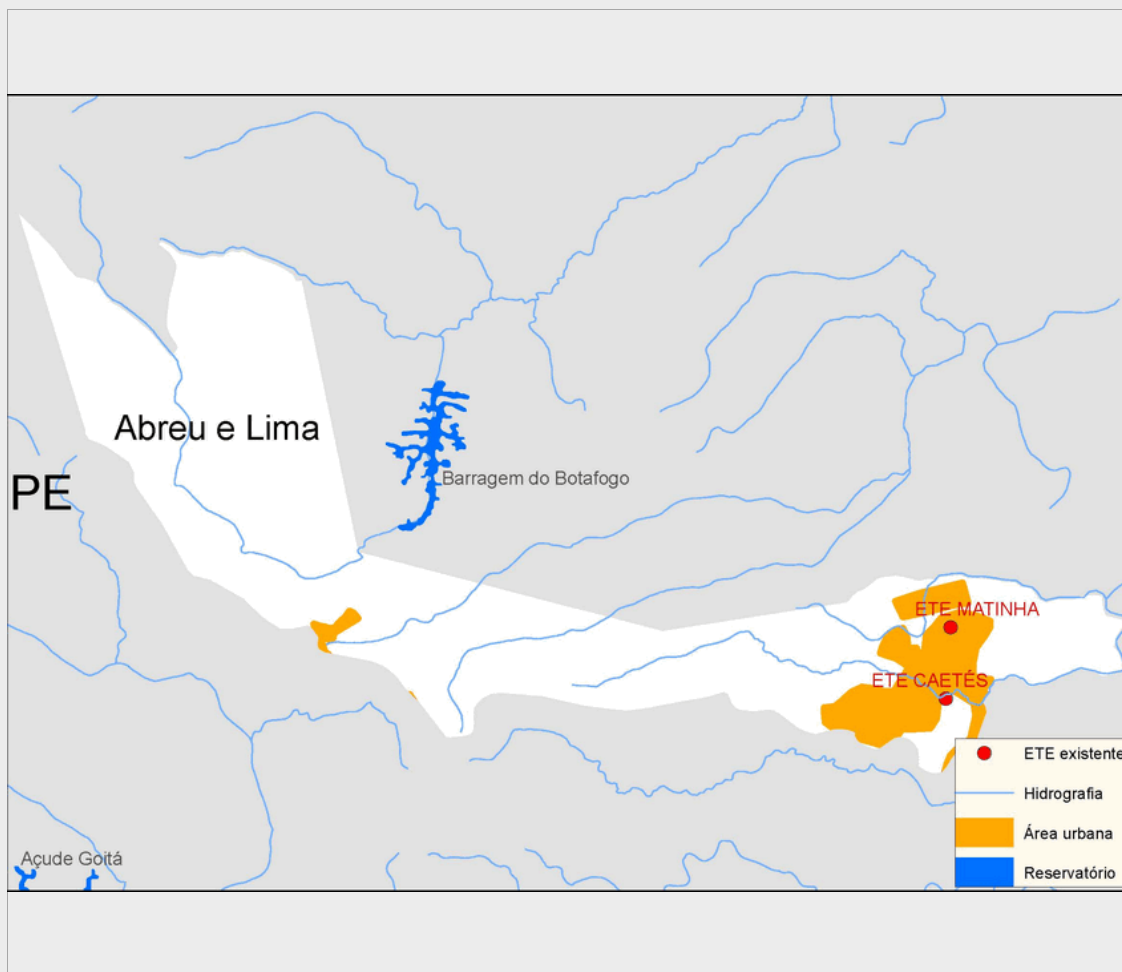 Abreu e Lima
PE
Barragem do Botafogo
ETE MATINHA
ETE CAETÉS
Açude Goitá
ETE existente
Hidrografia
Área urbana
Reservatório